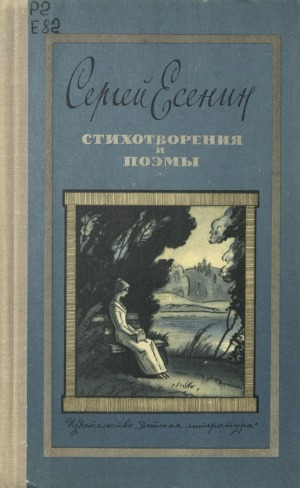 Р2
Е82
Сергей Есенин
СТИХОТВОРЕНИЯ
И
ПОЭМЫ
Издательство „Детская литература“